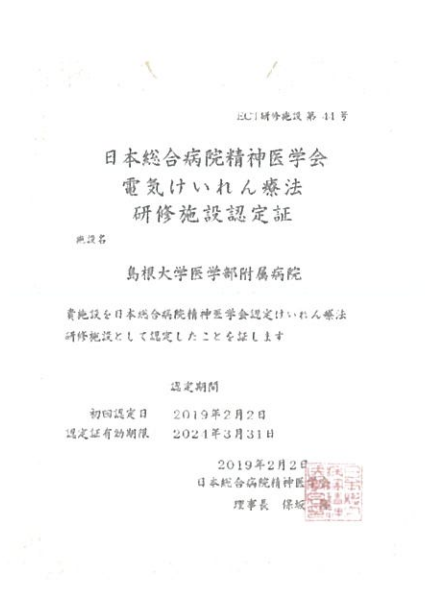 ECT研修施設 第 41 号
日本総合病院精神医学会
電気けいれん療法
研修施設認定証
施設名
島根大学医学部附属病院
貴施設を日本総合病院精神医学会認定けいれん療法
研修施設として認定したことを証します
認定期間
初回認定日 2019年2月2日
認定証有効期限 2024年3月31日
2019年2月2日
日本総合病院精神医学会
理事長 保坂 隆